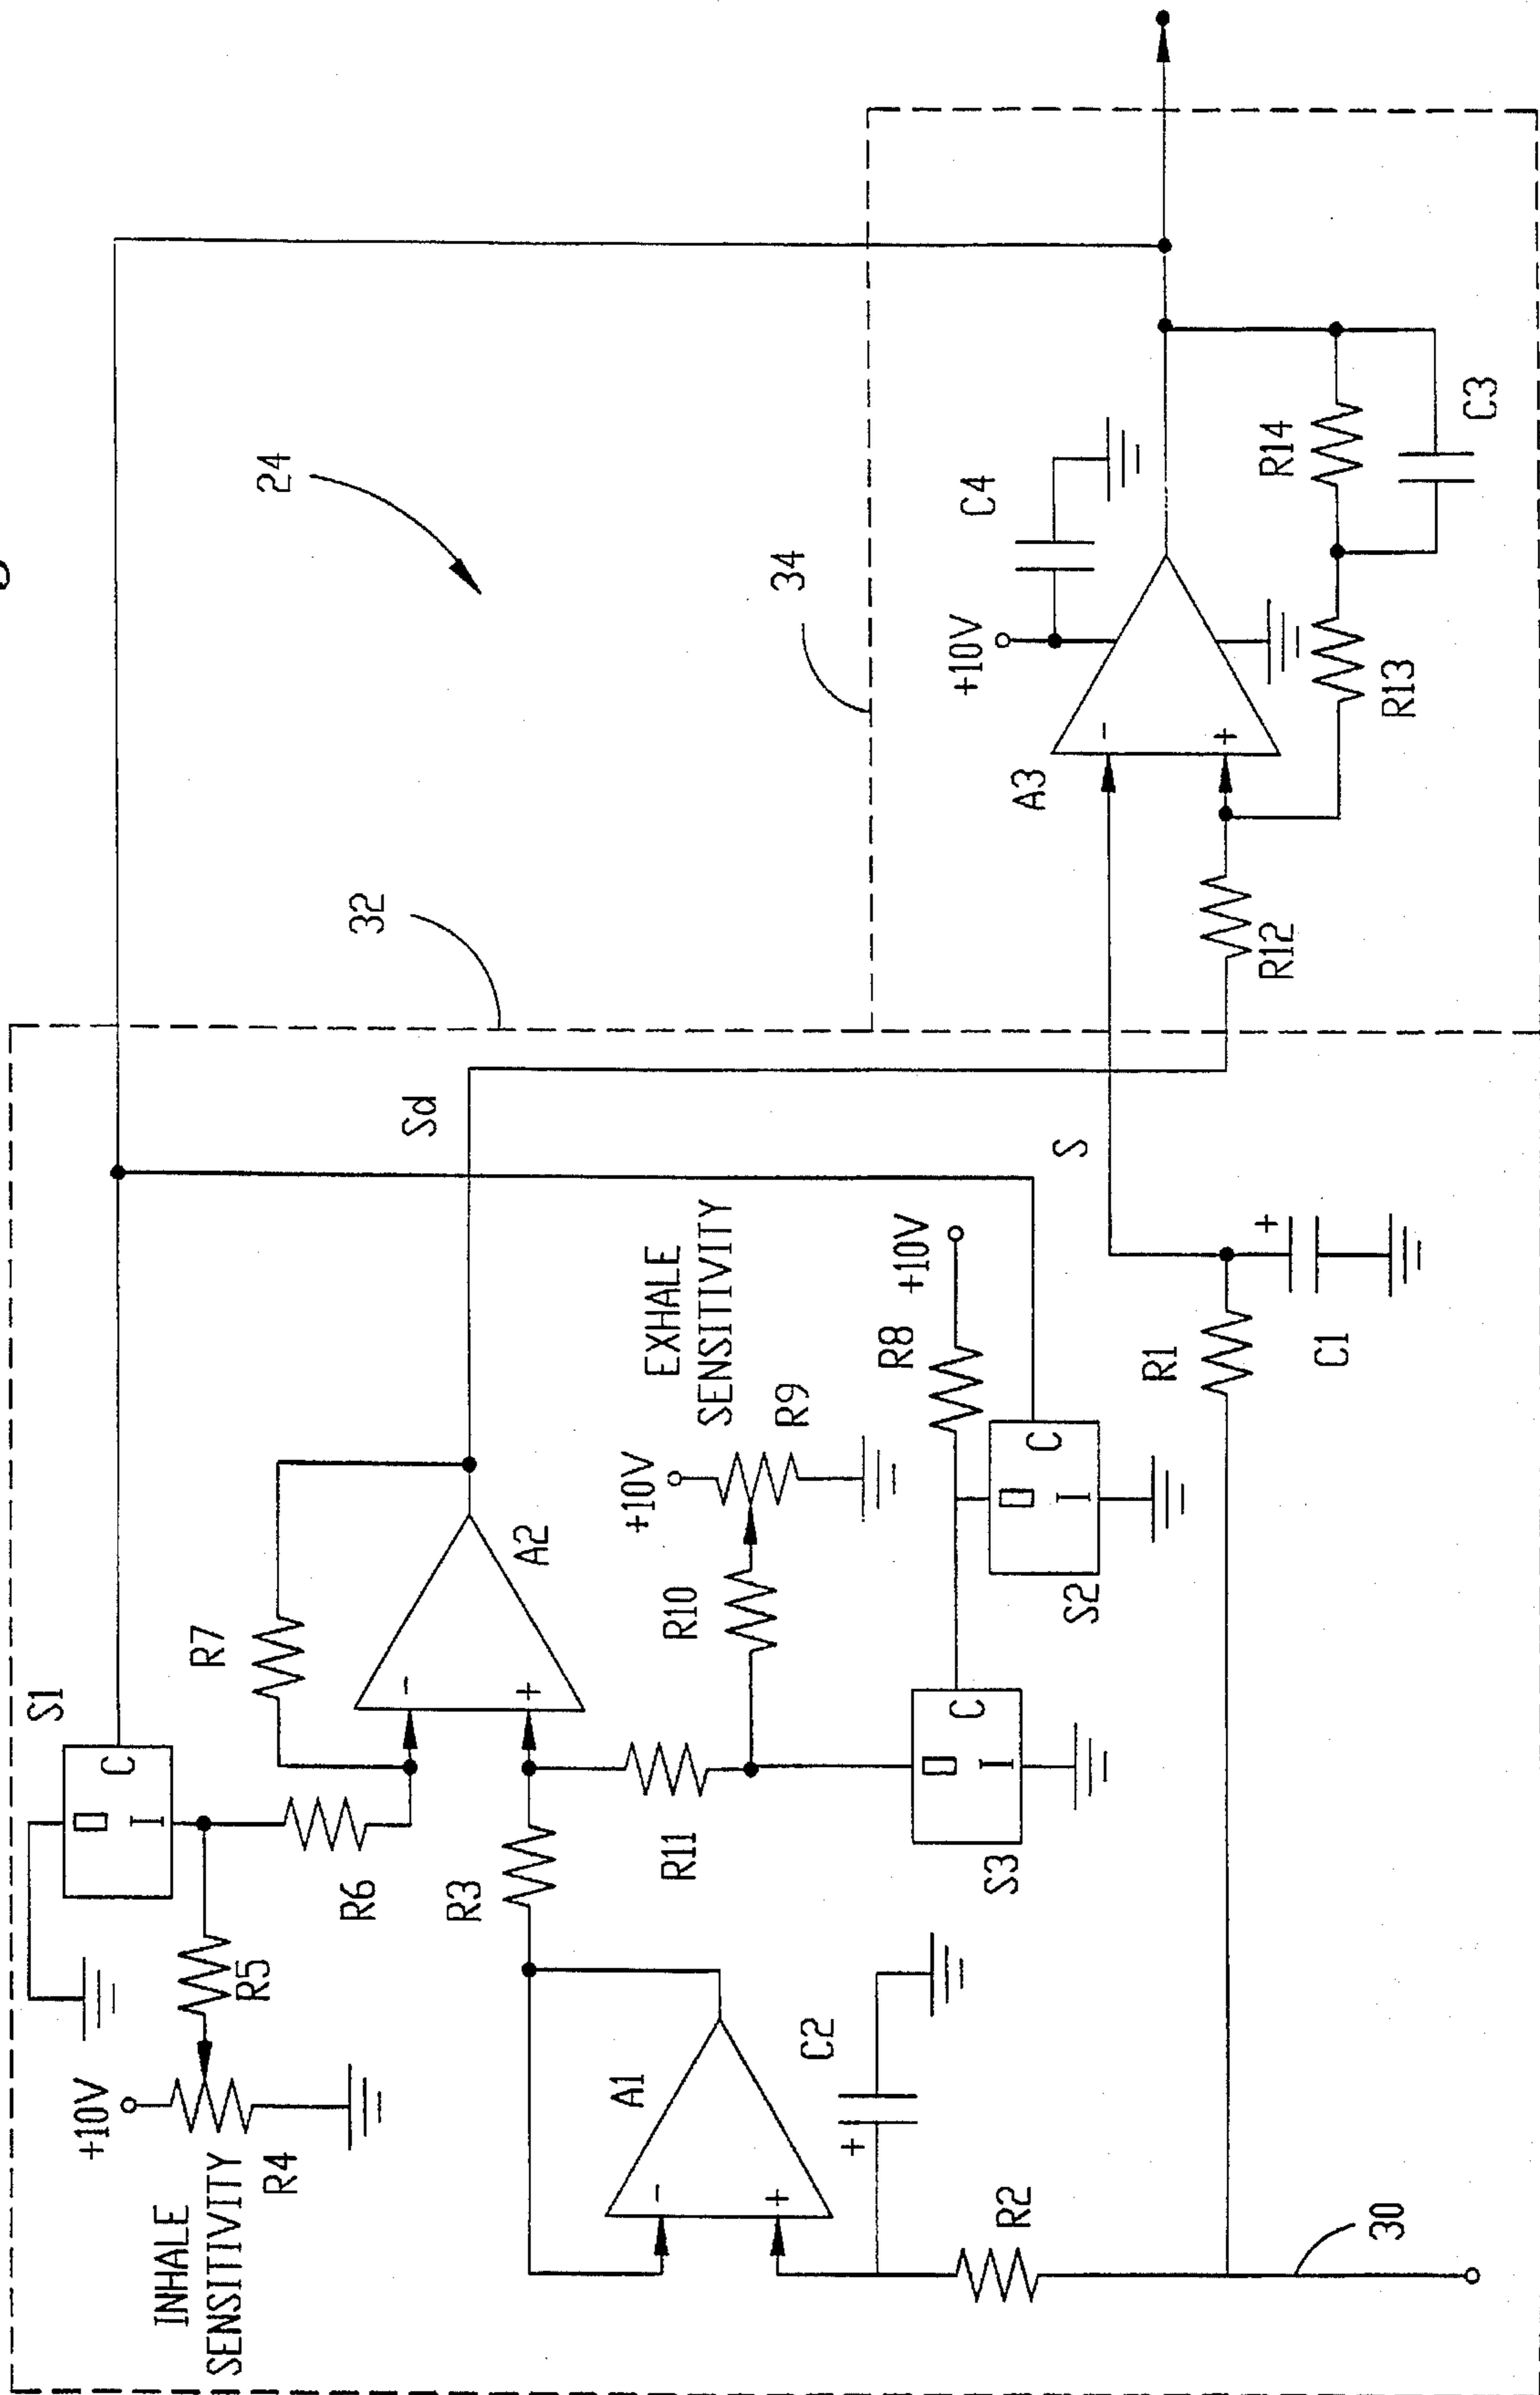 24
32
34
S1
O
I
C
+10V
INHALE
SENSITIVITY
R4
R5
R6
R7
-
+
A2
Sd
R3
-
+
A1
C2
+
R2
30
R11
R10
+10V
R9
EXHALE
SENSITIVITY
O
I
C
S3
R8
+10V
O
I
C
S2
R1
C1
+
S
R12
A3
-
+
+10V
C4
R13
R14
C3